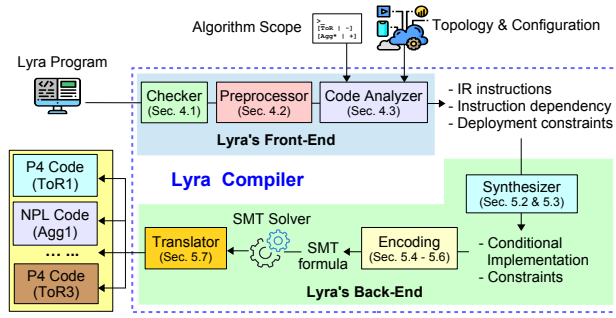 Algorithm Scope
Topology & Configuration
>_
[ToR | -]
[Agg* | +]
Lyra Program
Checker
(Sec. 4.1)
Preprocessor
(Sec. 4.2)
Code Analyzer
(Sec. 4.3)
Lyra's Front-End
- IR instructions
- Instruction dependency
- Deployment constraints
Lyra Compiler
P4 Code
(ToR1)
NPL Code
(Agg1)
... ...
P4 Code
(ToR3)
Synthesizer
(Sec. 5.2 & 5.3)
- Conditional
Implementation
- Constraints
Encoding
(Sec. 5.4 - 5.6)
SMT
formula
SMT Solver
Translator
(Sec. 5.7)
Lyra's Back-End